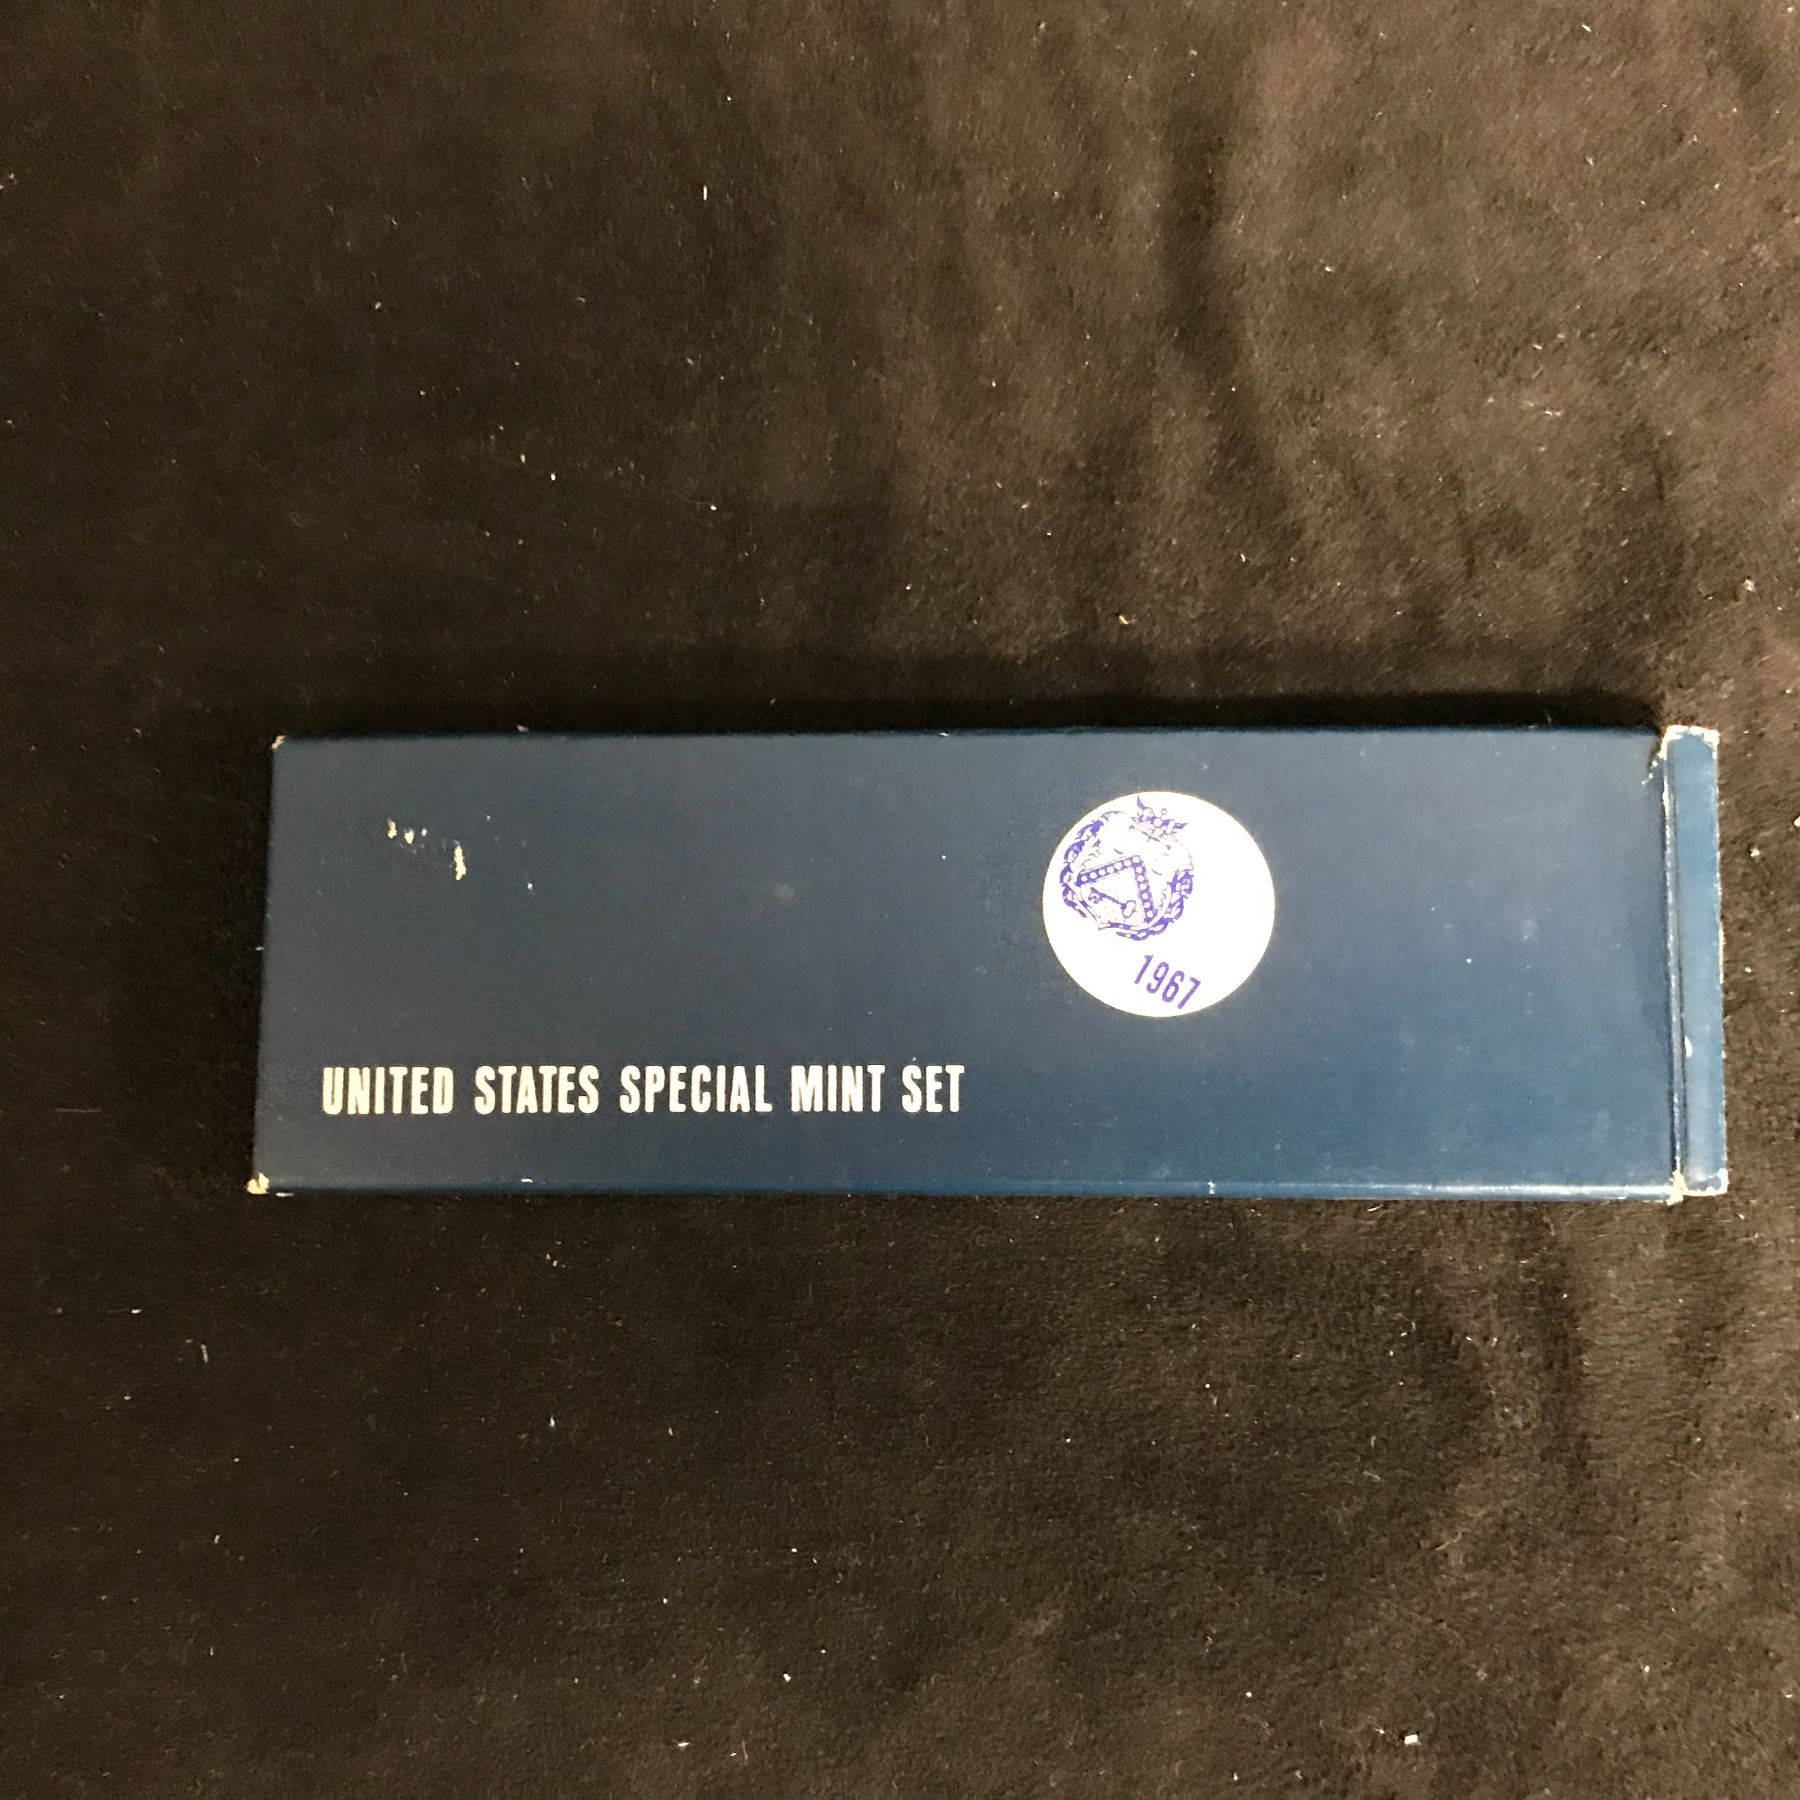 1967
UNITED STATES SPECIAL MINT SET